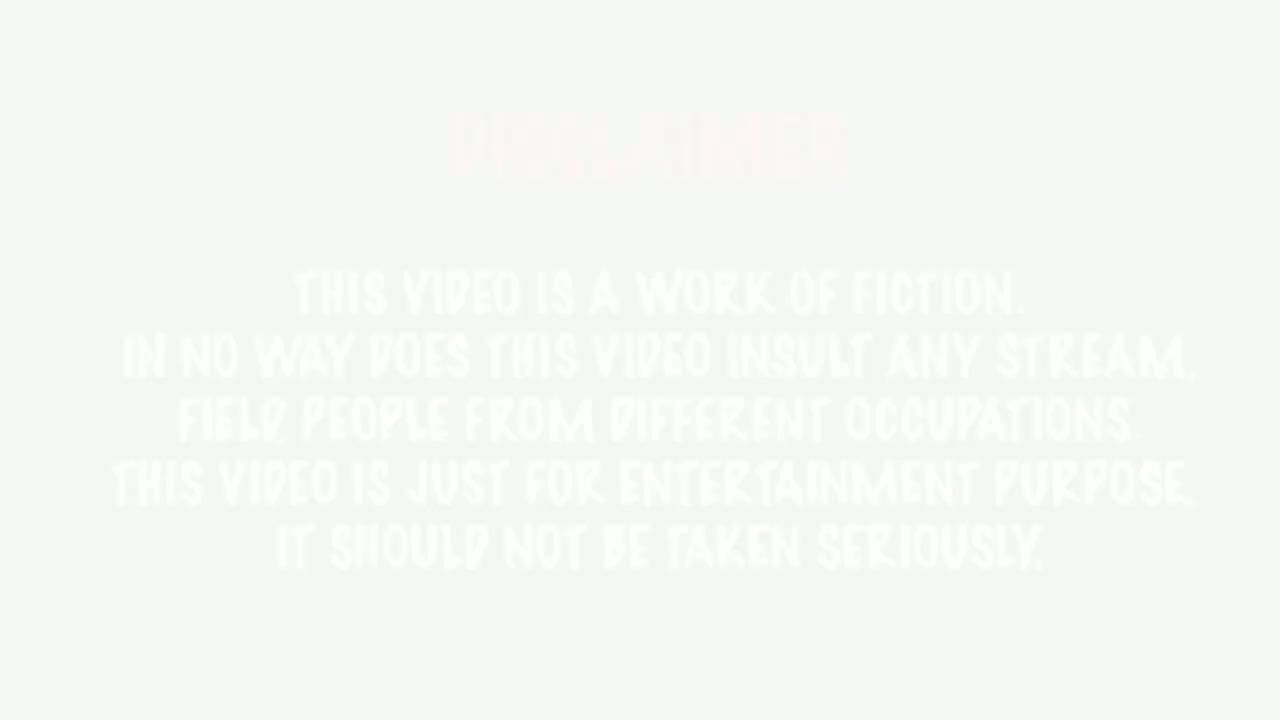 DISCLAIMER
THIS VIDEO IS A WORK OF FICTION.
IN NO WAY DOES THIS VIDEO INSULT ANY STREAM,
FIELD, PEOPLE FROM DIFFERENT OCCUPATIONS.
THIS VIDEO IS JUST FOR ENTERTAINMENT PURPOSE,
IT SHOULD NOT BE TAKEN SERIOUSLY.